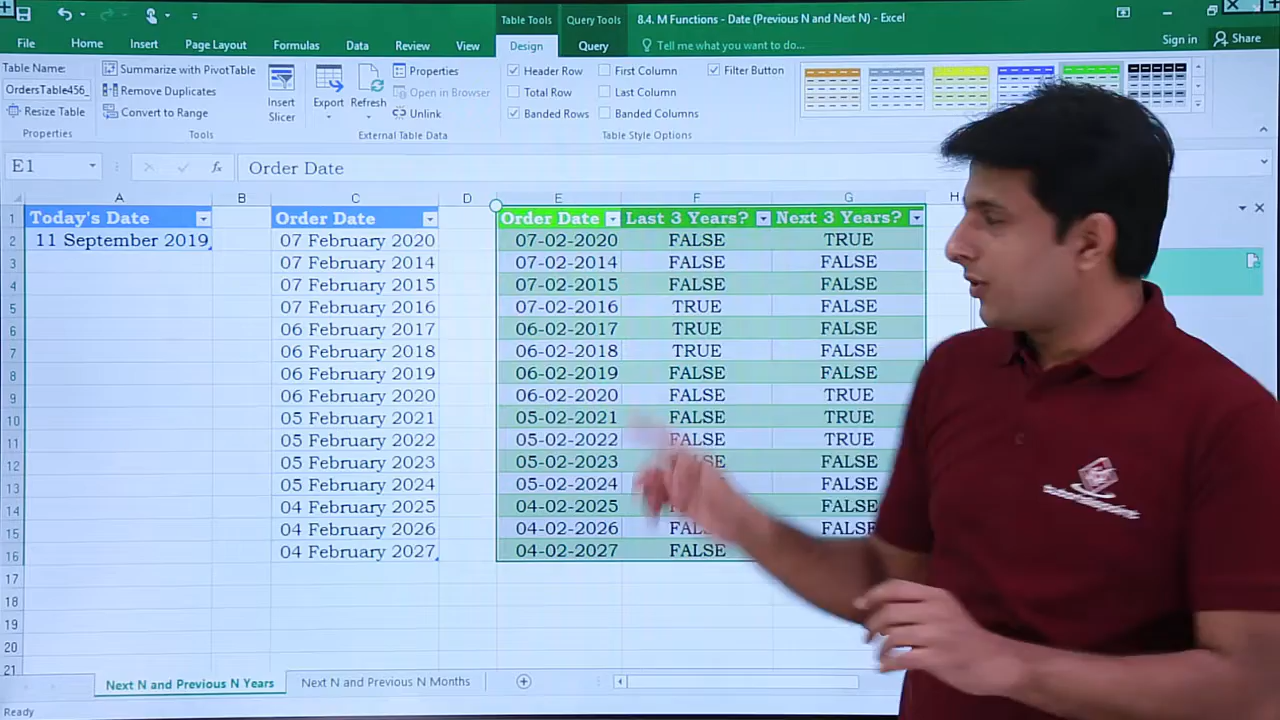 Table Tools
Query Tools
8.4. M Functions - Date (Previous N and Next N) - Excel
File
Home
Insert
Page Layout
Formulas
Data
Review
View
Design
Query
Tell me what you want to do...
Sign in
Share
Table Name:
OrdersTable456_
Resize Table
Properties
Summarize with PivotTable
Remove Duplicates
Convert to Range
Tools
Insert
Slicer
Export
Refresh
Properties
Open in Browser
Unlink
External Table Data
Header Row
First Column
Filter Button
Total Row
Last Column
Banded Rows
Banded Columns
Table Style Options
E1
fx
Order Date
A B C D E F G H
1 Today's Date Order Date Order Date Last 3 Years? Next 3 Years?
2 11 September 2019 07 February 2020 07-02-2020 FALSE TRUE
3 07 February 2014 07-02-2014 FALSE FALSE
4 07 February 2015 07-02-2015 FALSE FALSE
5 07 February 2016 07-02-2016 TRUE FALSE
6 06 February 2017 06-02-2017 TRUE FALSE
7 06 February 2018 06-02-2018 TRUE FALSE
8 06 February 2019 06-02-2019 FALSE FALSE
9 06 February 2020 06-02-2020 FALSE TRUE
10 05 February 2021 05-02-2021 FALSE TRUE
11 05 February 2022 05-02-2022 FALSE TRUE
12 05 February 2023 05-02-2023 FALSE FALSE
13 05 February 2024 05-02-2024 FALSE FALSE
14 04 February 2025 04-02-2025 FALSE
15 04 February 2026 04-02-2026 FALSE
16 04 February 2027 04-02-2027 FALSE
17
18
19
20
21
Next N and Previous N Years
Next N and Previous N Months
Ready